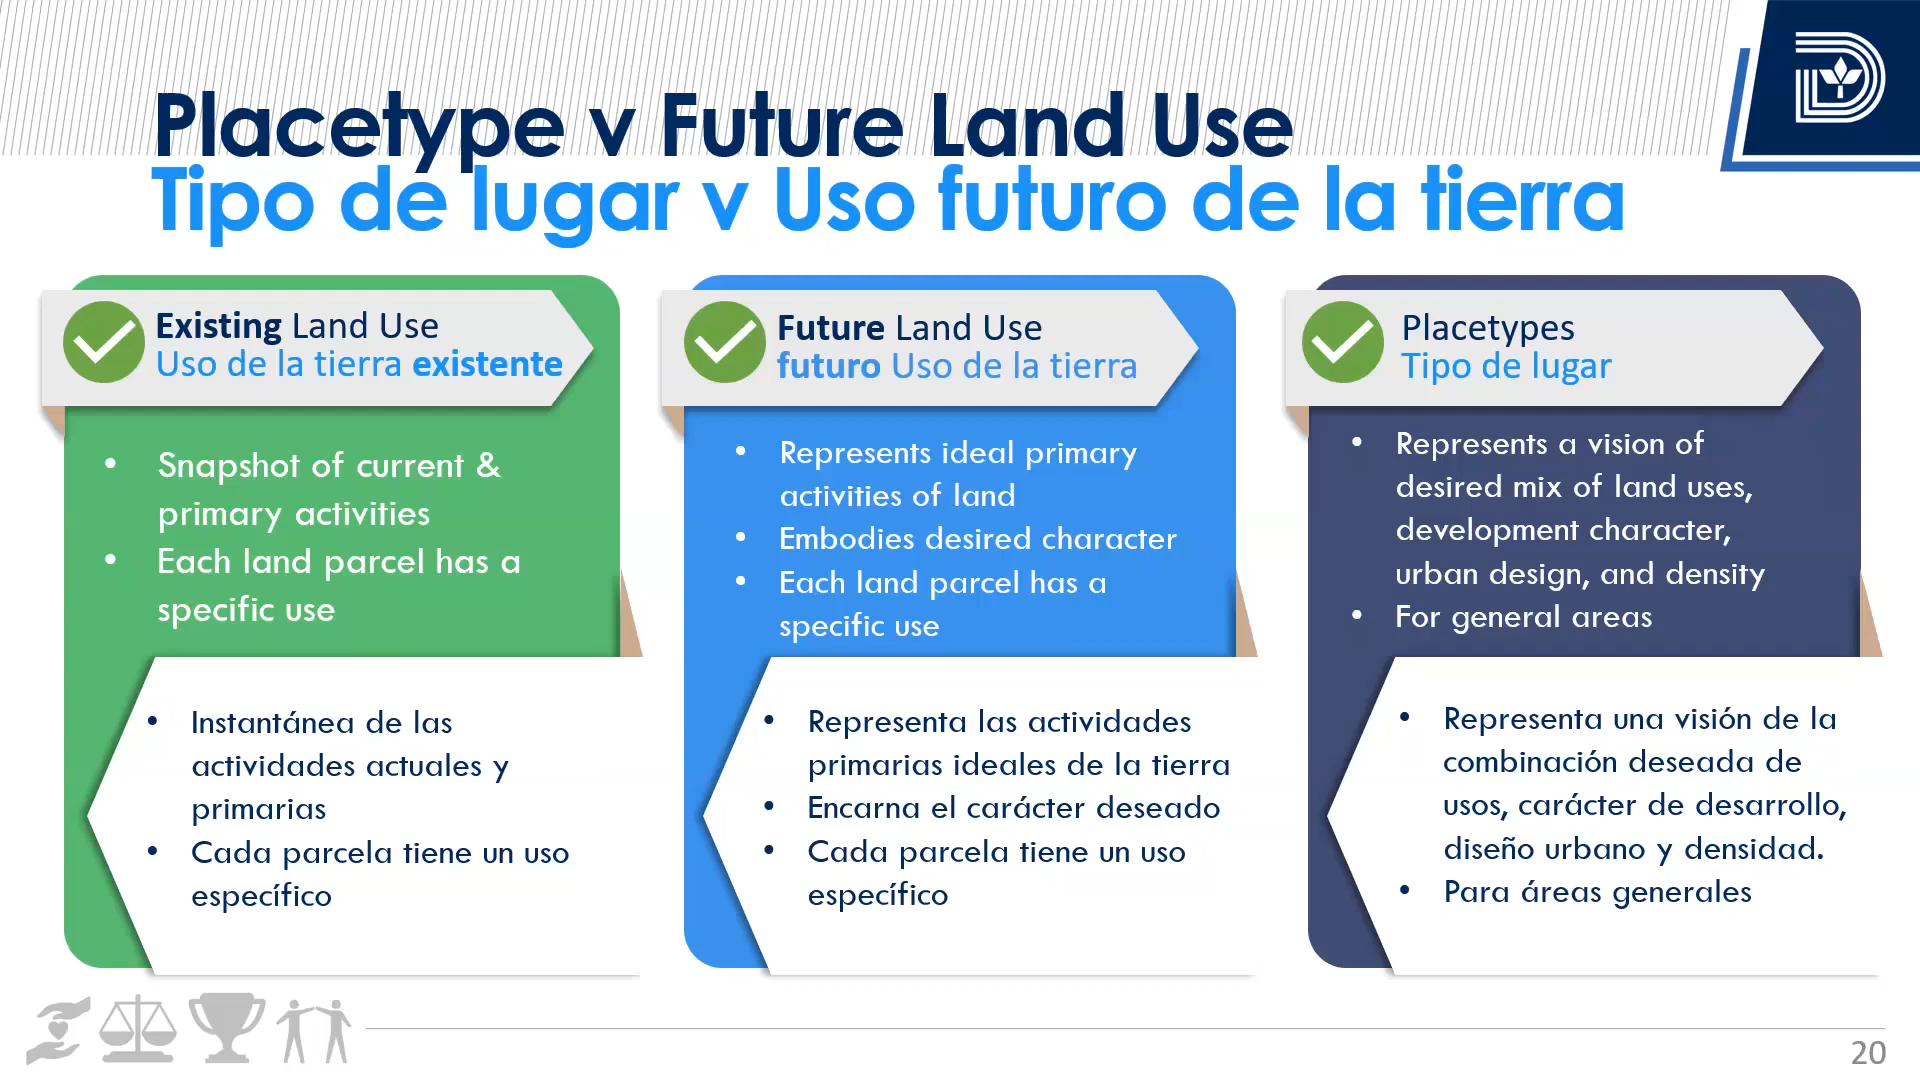 Placetype v Future Land Use
Tipo de lugar v Uso futuro de la tierra
Existing Land Use
Uso de la tierra existente
• Snapshot of current &
primary activities
• Each land parcel has a
specific use
• Instantánea de las
actividades actuales y
primarias
• Cada parcela tiene un uso
específico
Future Land Use
futuro Uso de la tierra
• Represents ideal primary
activities of land
• Embodies desired character
• Each land parcel has a
specific use
• Representa las actividades
primarias ideales de la tierra
• Encarna el carácter deseado
• Cada parcela tiene un uso
específico
Placetypes
Tipo de lugar
• Represents a vision of
desired mix of land uses,
development character,
urban design, and density
• For general areas
• Representa una visión de la
combinación deseada de
usos, carácter de desarrollo,
diseño urbano y densidad.
• Para áreas generales
20